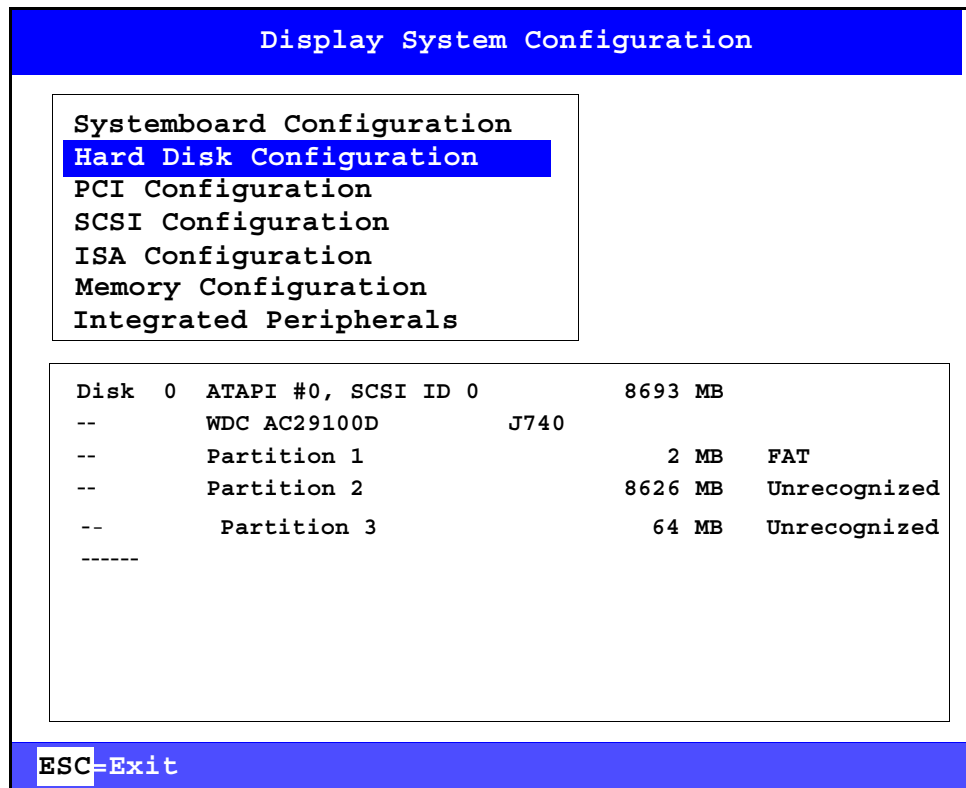 Display System Configuration
Systemboard Configuration
Hard Disk Configuration
PCI Configuration
SCSI Configuration
ISA Configuration
Memory Configuration
Integrated Peripherals
Disk 0 ATAPI #0, SCSI ID 0 8693 MB
-- WDC AC29100D J740
-- Partition 1 2 MB FAT
-- Partition 2 8626 MB Unrecognized
-- Partition 3 64 MB Unrecognized
------
ESC=Exit